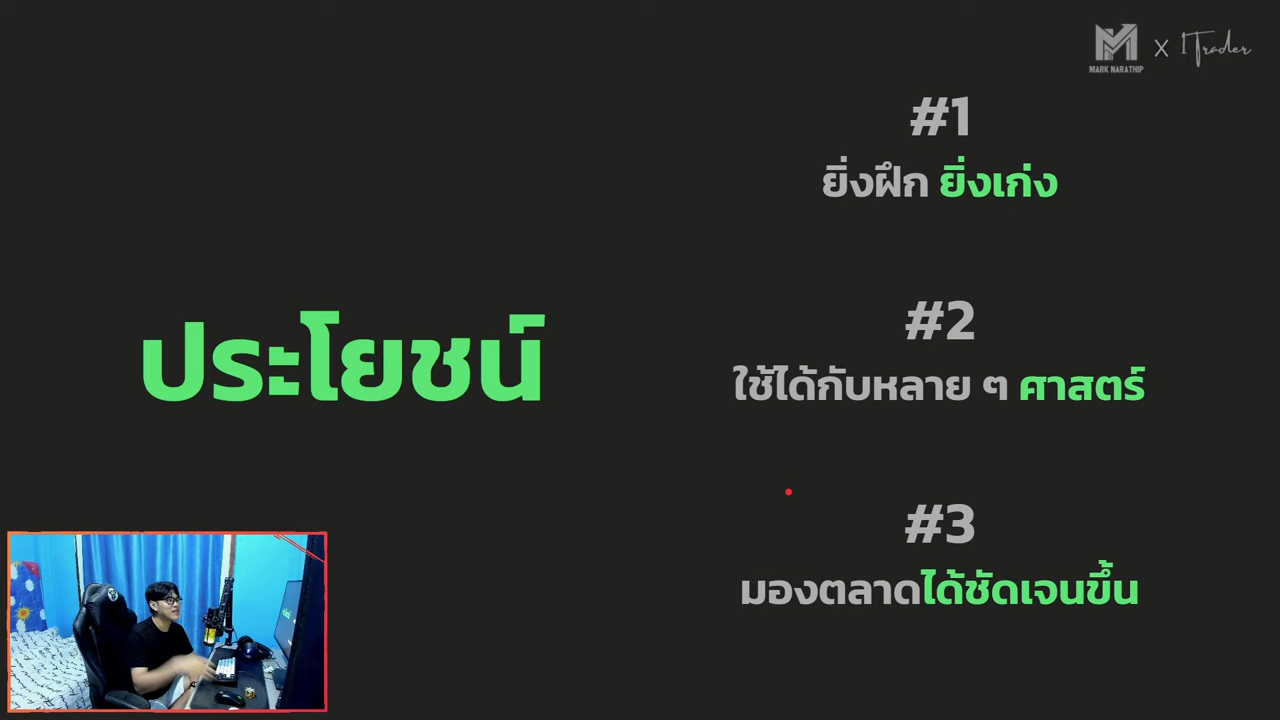 MARK NARATHIP
X 1Trader
#1
ยิ่งฝึก ยิ่งเก่ง
#2
ใช้ได้กับหลาย ๆ ศาสตร์
ประโยชน์
#3
มองตลาดได้ชัดเจนขึ้น